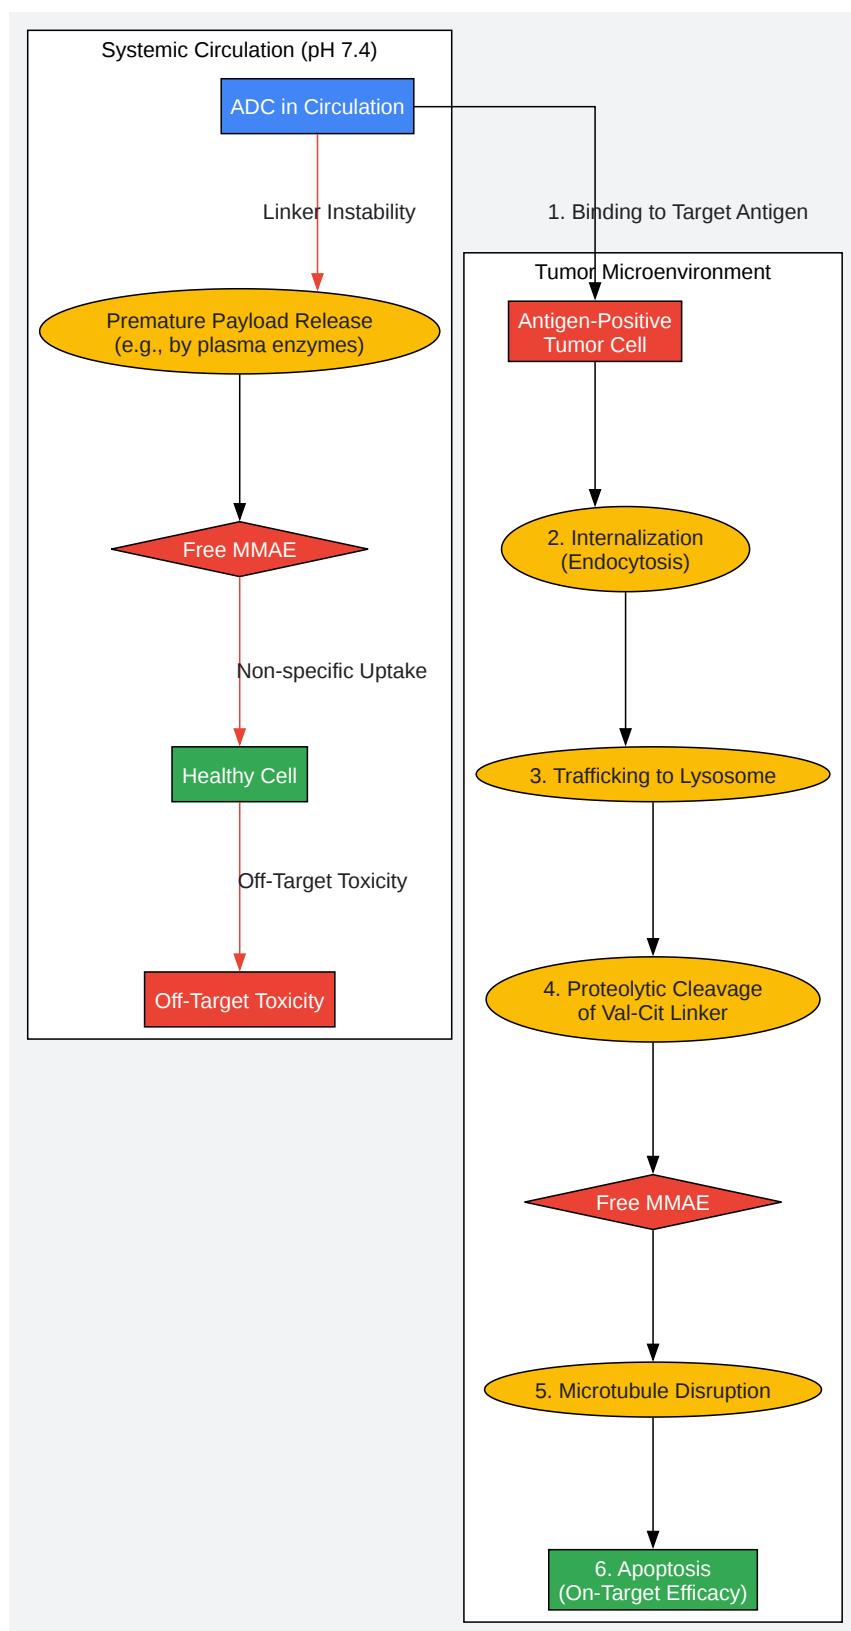 Systemic Circulation (pH 7.4)
ADC in Circulation
Linker Instability
Premature Payload Release
(e.g., by plasma enzymes)
Free MMAE
Non-specific Uptake
Healthy Cell
Off-Target Toxicity
Off-Target Toxicity
1. Binding to Target Antigen
Tumor Microenvironment
Antigen-Positive
Tumor Cell
2. Internalization
(Endocytosis)
3. Trafficking to Lysosome
4. Proteolytic Cleavage
of Val-Cit Linker
Free MMAE
5. Microtubule Disruption
6. Apoptosis
(On-Target Efficacy)